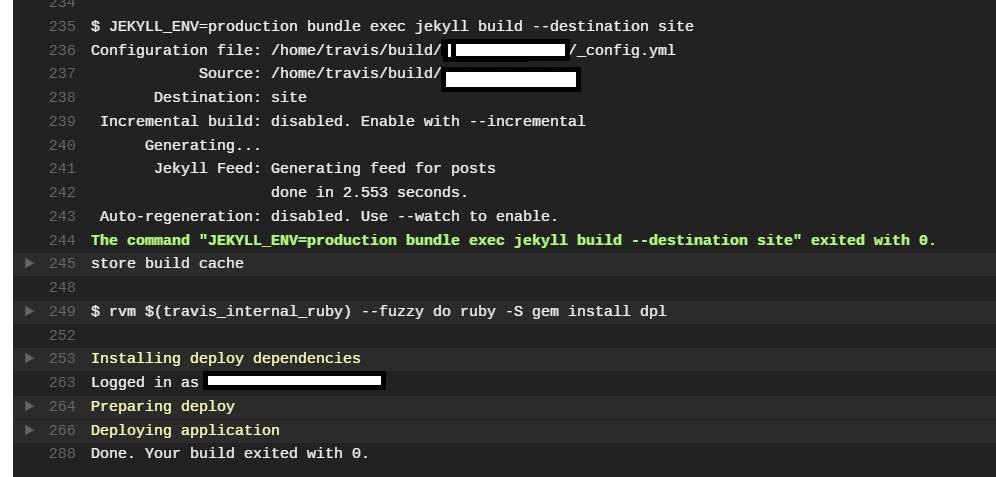 234
235 $ JEKYLL_ENV=production bundle exec jekyll build --destination site
236 Configuration file: /home/travis/build/ /_config.yml
237 Source: /home/travis/build/
238 Destination: site
239 Incremental build: disabled. Enable with --incremental
240 Generating...
241 Jekyll Feed: Generating feed for posts
242 done in 2.553 seconds.
243 Auto-regeneration: disabled. Use --watch to enable.
244 The command "JEKYLL_ENV=production bundle exec jekyll build --destination site" exited with 0.
245 store build cache
248
249 $ rvm $(travis_internal_ruby) --fuzzy do ruby -S gem install dpl
252
253 Installing deploy dependencies
263 Logged in as
264 Preparing deploy
266 Deploying application
288 Done. Your build exited with 0.